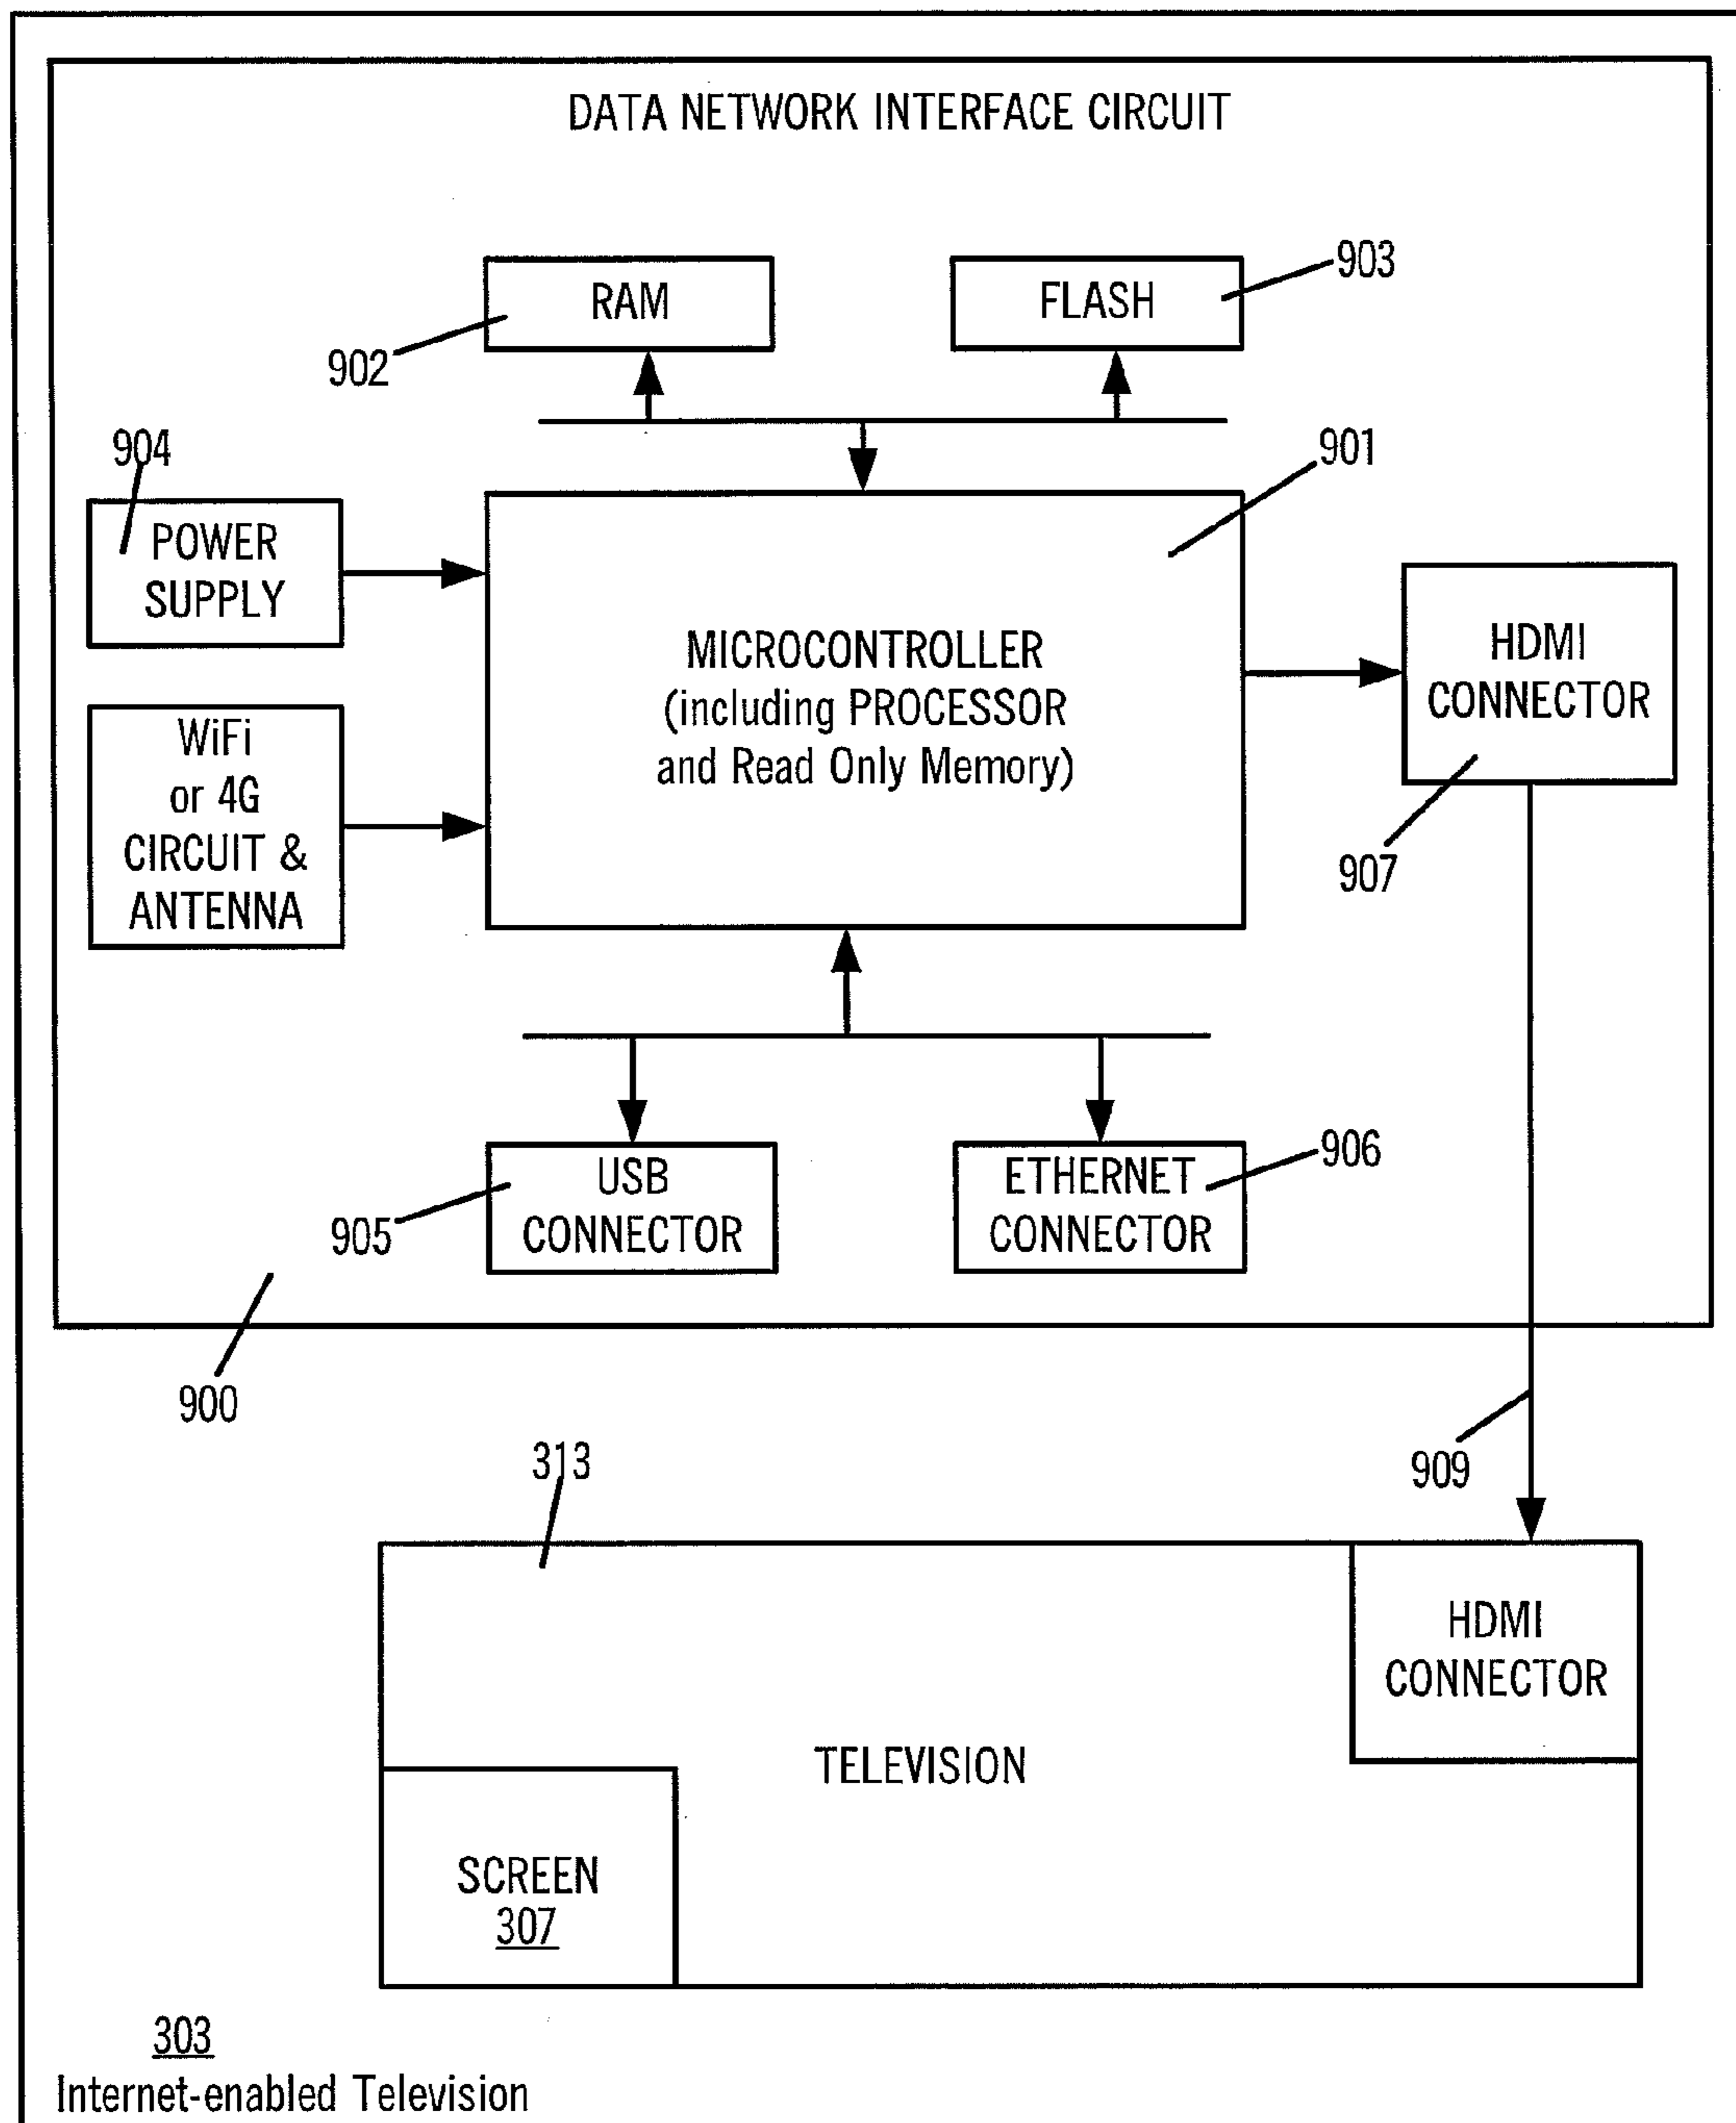 DATA NETWORK INTERFACE CIRCUIT
903
RAM
FLASH
902
904
901
POWER
SUPPLY
MICROCONTROLLER
(including PROCESSOR
and Read Only Memory)
HDMI
CONNECTOR
WiFi
or 4G
CIRCUIT &
ANTENNA
907
906
USB
CONNECTOR
ETHERNET
CONNECTOR
905
900
909
313
HDMI
CONNECTOR
TELEVISION
SCREEN
307
303
Internet-enabled Television